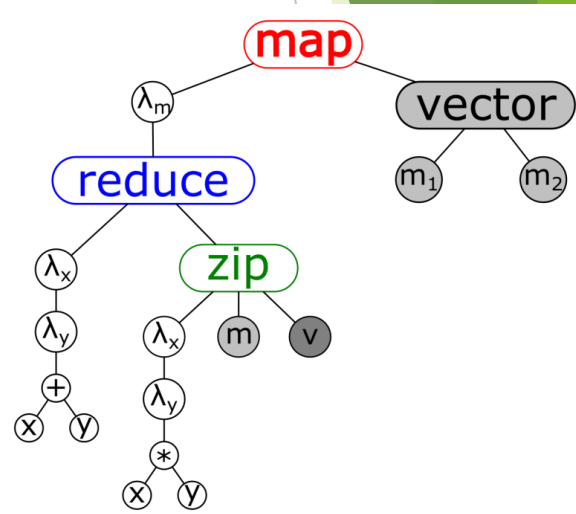 map
λm
vector
reduce
m1
m2
λx
zip
λy
λx
m
v
+
λy
x
y
*
x
y